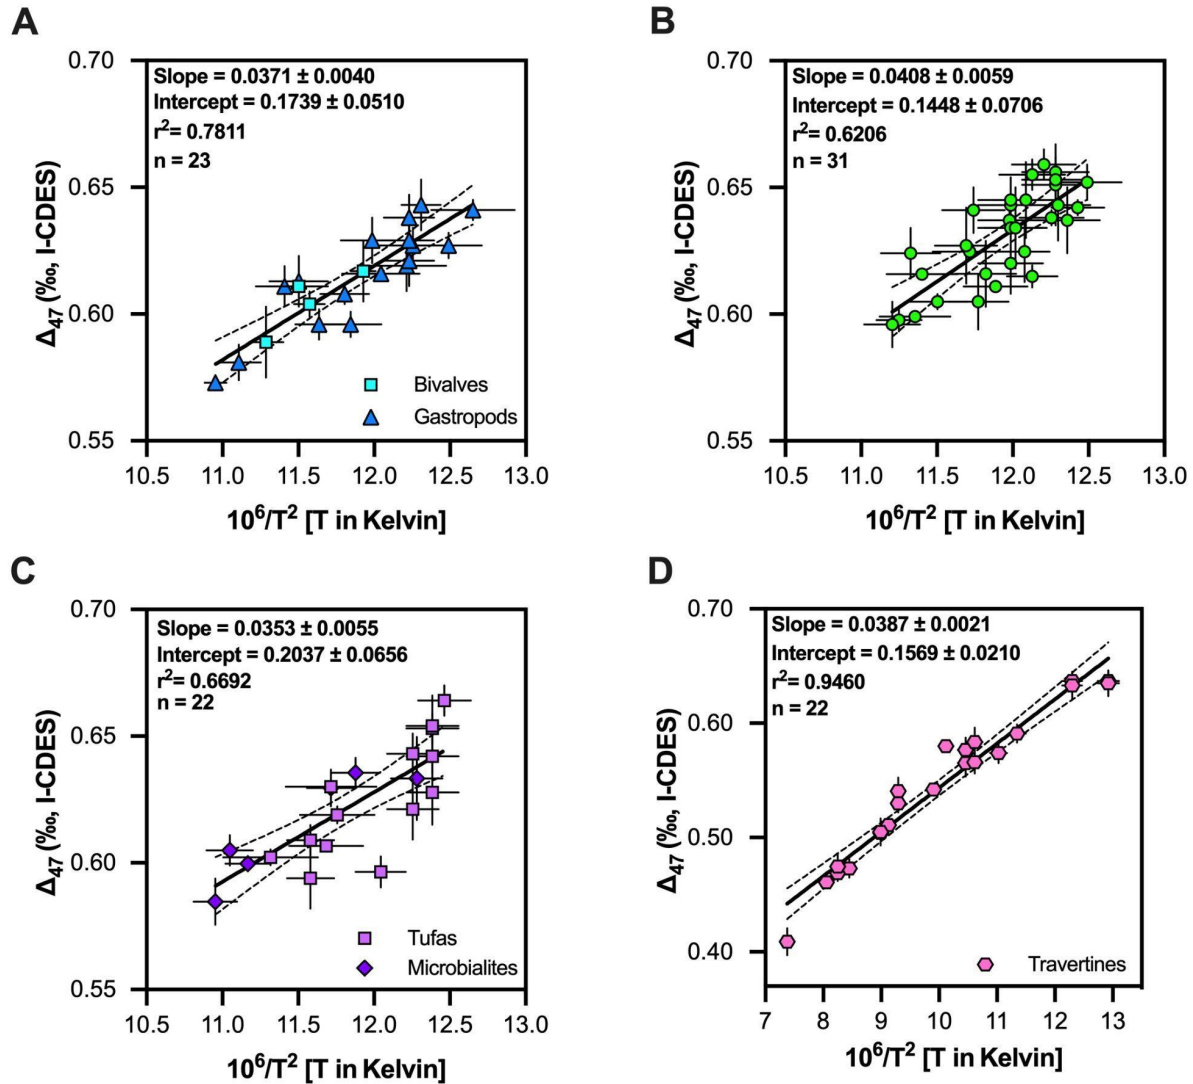 A
Slope = 0.0371 ± 0.0040
Intercept = 0.1739 ± 0.0510
r²= 0.7811
n = 23
0.70
0.65
0.60
0.55
Δ47 (‰, I-CDES)
Bivalves
Gastropods
10.5 11.0 11.5 12.0 12.5 13.0
10⁶/T² [T in Kelvin]
B
Slope = 0.0408 ± 0.0059
Intercept = 0.1448 ± 0.0706
r²= 0.6206
n = 31
0.70
0.65
0.60
0.55
Δ47 (‰, I-CDES)
10.5 11.0 11.5 12.0 12.5 13.0
10⁶/T² [T in Kelvin]
C
Slope = 0.0353 ± 0.0055
Intercept = 0.2037 ± 0.0656
r²= 0.6692
n = 22
0.70
0.65
0.60
0.55
Δ47 (‰, I-CDES)
Tufas
Microbialites
10.5 11.0 11.5 12.0 12.5 13.0
10⁶/T² [T in Kelvin]
D
Slope = 0.0387 ± 0.0021
Intercept = 0.1569 ± 0.0210
r²= 0.9460
n = 22
0.70
0.60
0.50
0.40
Δ47 (‰, I-CDES)
Travertines
7 8 9 10 11 12 13
10⁶/T² [T in Kelvin]